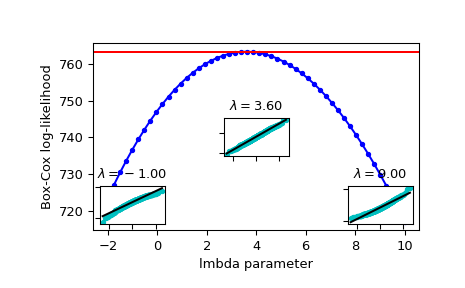 760
750
740
730
720
Box-Cox log-likelihood
λ = 3.60
λ = − 1.00
λ = 9.00
−2 0 2 4 6 8 10
lmbda parameter